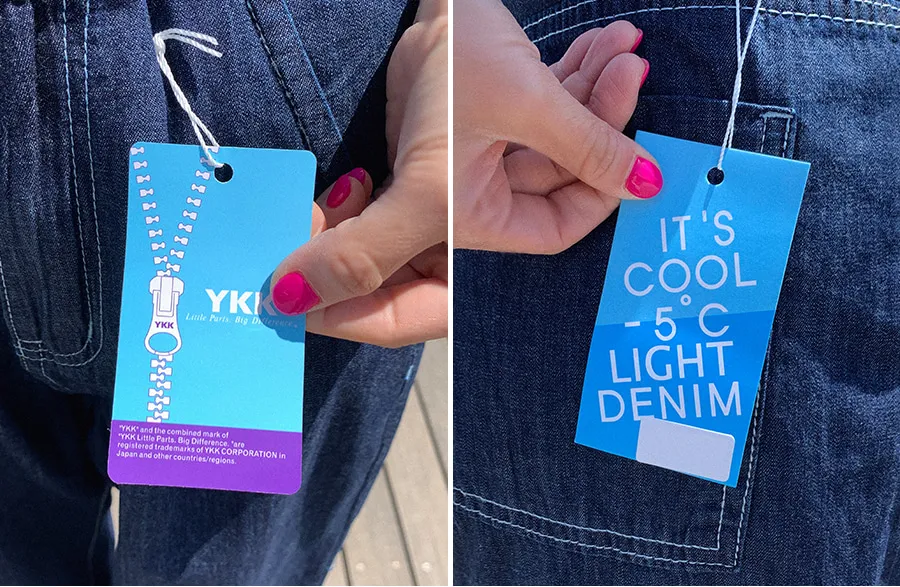 YKK
Little Parts. Big Difference.
YKK
"YKK" and the combined mark of
"YKK Little Parts. Big Difference. "are
registered trademarks of YKK CORPORATION in
Japan and other countries/regions.
IT'S
COOL
-5°C
LIGHT
DENIM